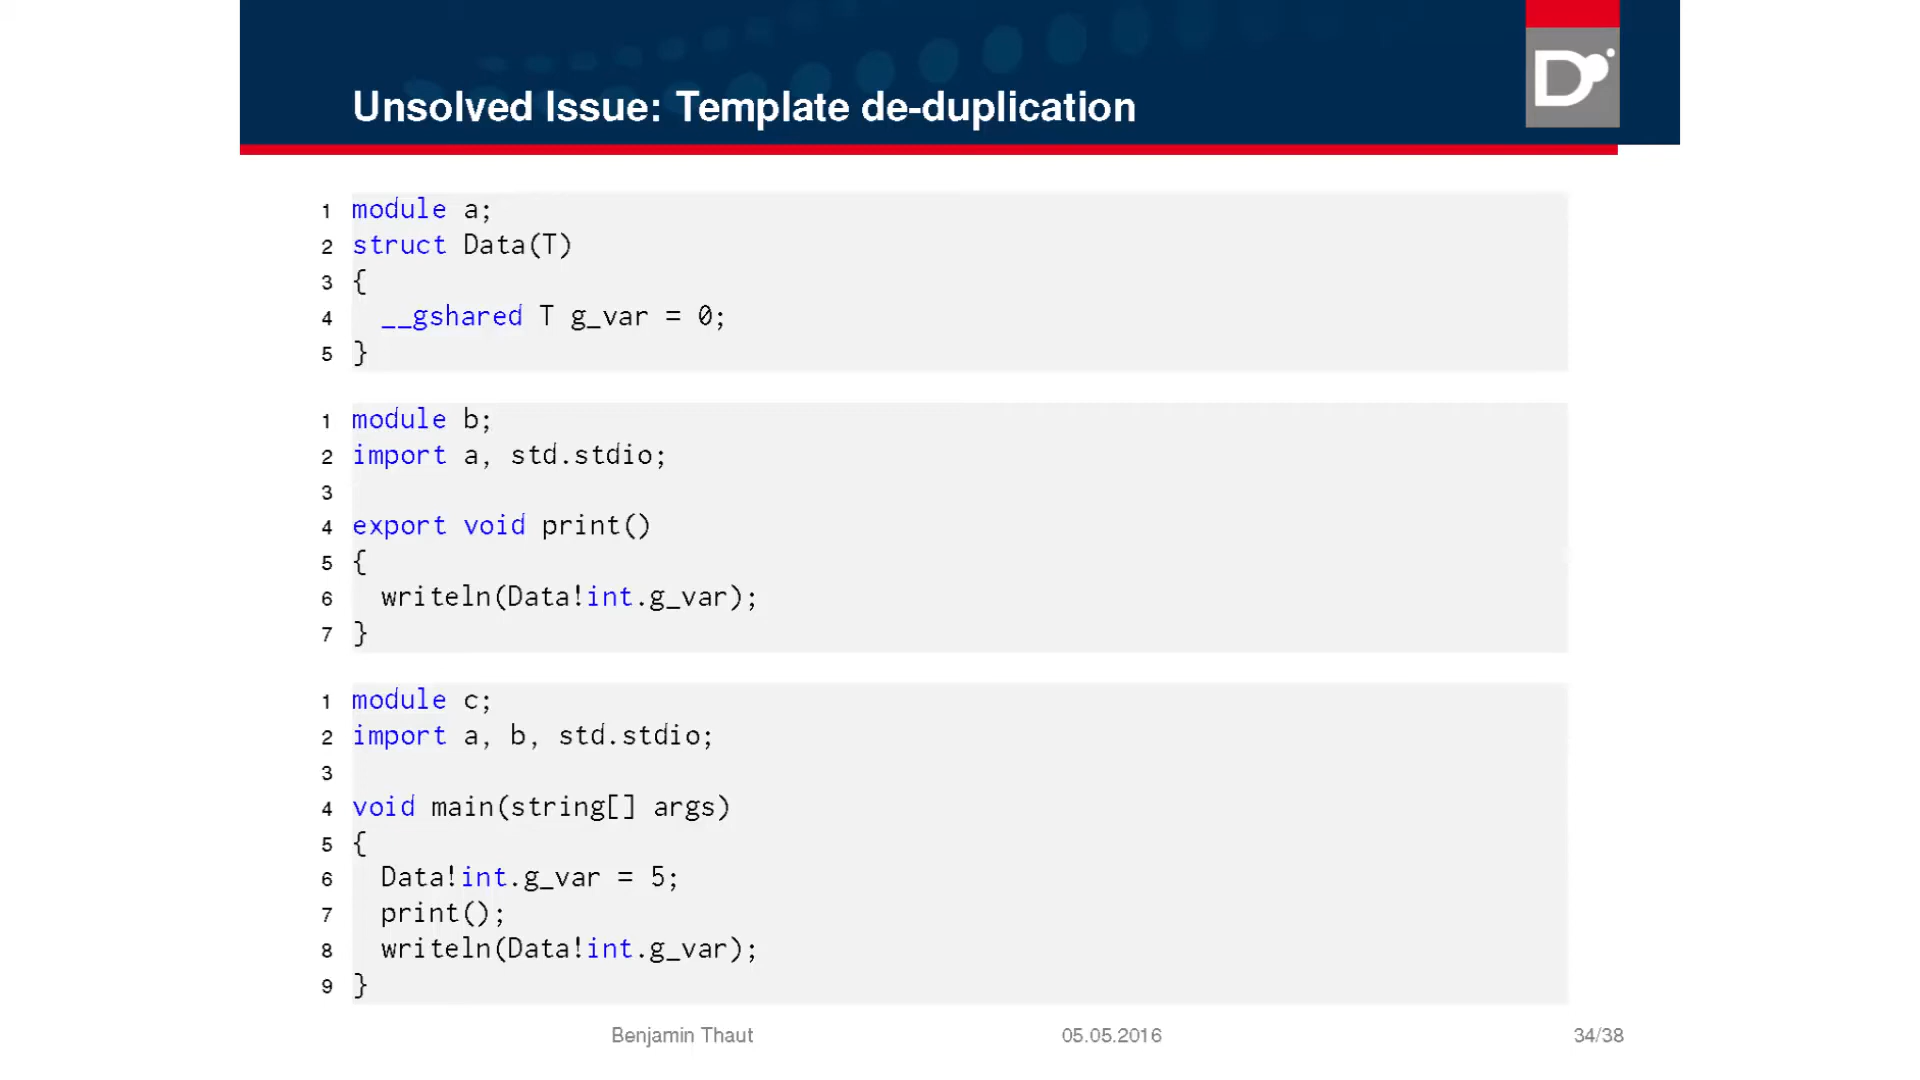 Unsolved Issue: Template de-duplication
D
1 module a;
2 struct Data(T)
3 {
4   __gshared T g_var = 0;
5 }
1 module b;
2 import a, std.stdio;
3
4 export void print()
5 {
6   writeln(Data!int.g_var);
7 }
1 module c;
2 import a, b, std.stdio;
3
4 void main(string[] args)
5 {
6   Data!int.g_var = 5;
7   print();
8   writeln(Data!int.g_var);
9 }
Benjamin Thaut 05.05.2016 34/38